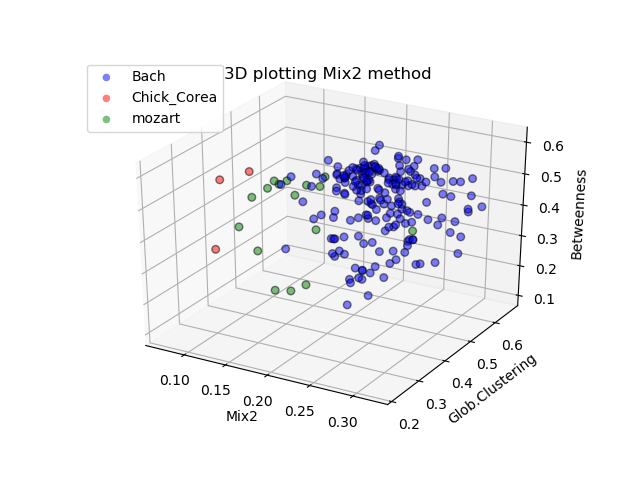 3D plotting Mix2 method
Bach
Chick_Corea
mozart
0.6
0.5
0.4
0.3
0.2
0.1
Betweenness
0.10
0.15
0.20
0.25
0.30
Mix2
0.2
0.3
0.4
0.5
0.6
Glob.Clustering